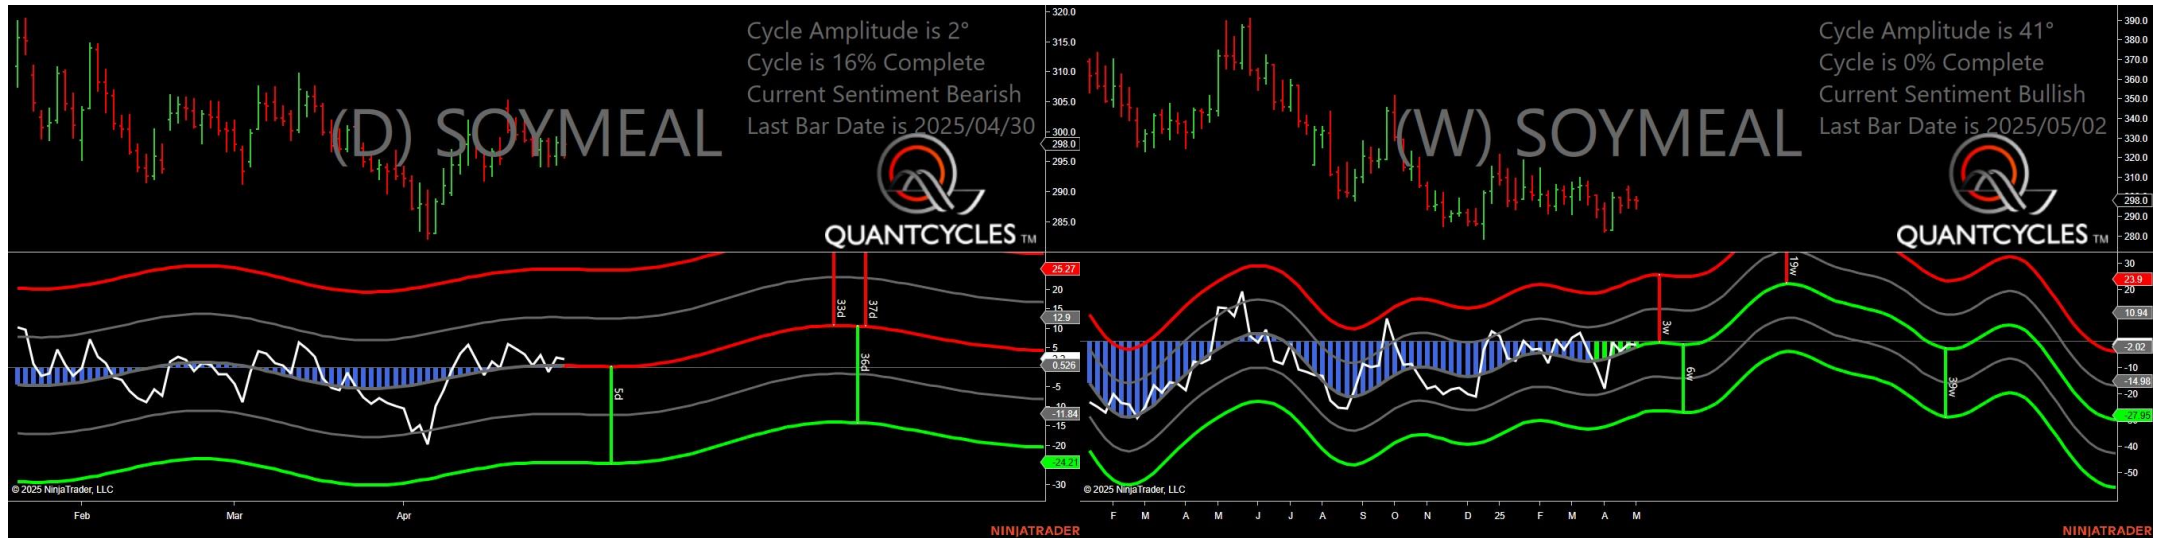 Cycle Amplitude is 2°
Cycle is 16% Complete
Current Sentiment Bearish
Last Bar Date is 2025/04/30
(D) SOYMEAL
QUANTCYCLES TM
320.0
315.0
310.0
305.0
300.0
298.0
295.0
290.0
285.0
25.27
20
15
12.9
10
5
0.526
-5
-10
-11.84
-15
-20
-24.21
-30
33d
37d
36d
5d
© 2025 NinjaTrader, LLC
Feb Mar Apr
NINJATRADER
Cycle Amplitude is 41°
Cycle is 0% Complete
Current Sentiment Bullish
Last Bar Date is 2025/05/02
(W) SOYMEAL
QUANTCYCLES TM
390.0
380.0
370.0
360.0
350.0
340.0
330.0
320.0
310.0
298.0
290.0
280.0
30
23.9
20
10.94
-2.02
-10
-14.98
-20
-27.95
-40
-50
19w
3w
6w
39w
© 2025 NinjaTrader, LLC
F M A M J J A S O N D 25 F M A M
NINJATRADER